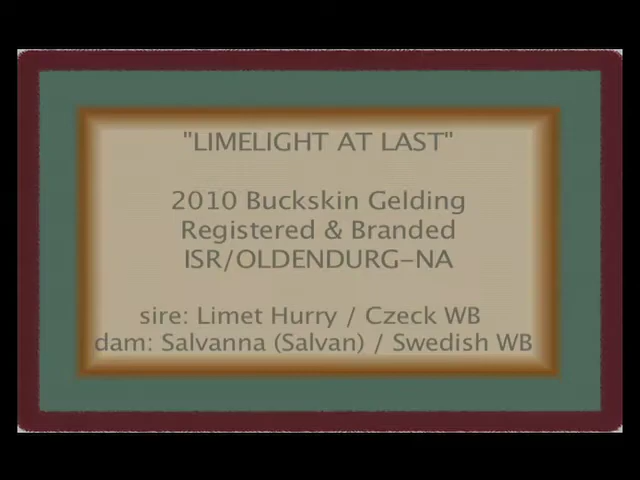 "LIMELIGHT AT LAST"
2010 Buckskin Gelding
Registered & Branded
ISR/OLDENDURG-NA
sire: Limet Hurry / Czeck WB
dam: Salvanna (Salvan) / Swedish WB